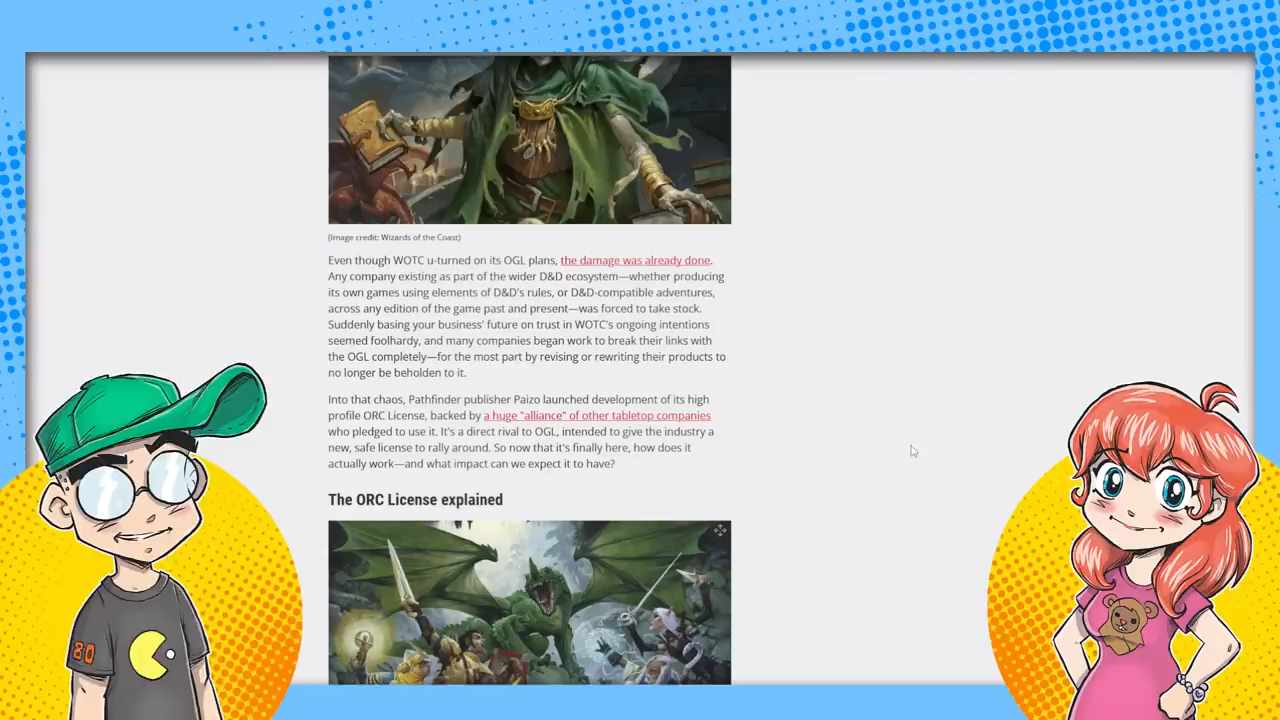 (Image credit: Wizards of the Coast)
Even though WOTC u-turned on its OGL plans, the damage was already done.
Any company existing as part of the wider D&D ecosystem—whether producing
its own games using elements of D&D's rules, or D&D-compatible adventures,
across any edition of the game past and present—was forced to take stock.
Suddenly basing your business' future on trust in WOTC's ongoing intentions
seemed foolhardy, and many companies began work to break their links with
the OGL completely—for the most part by revising or rewriting their products to
no longer be beholden to it.
Into that chaos, Pathfinder publisher Paizo launched development of its high
profile ORC License, backed by a huge "alliance" of other tabletop companies
who pledged to use it. It's a direct rival to OGL, intended to give the industry a
new, safe license to rally around. So now that it's finally here, how does it
actually work—and what impact can we expect it to have?
The ORC License explained
80